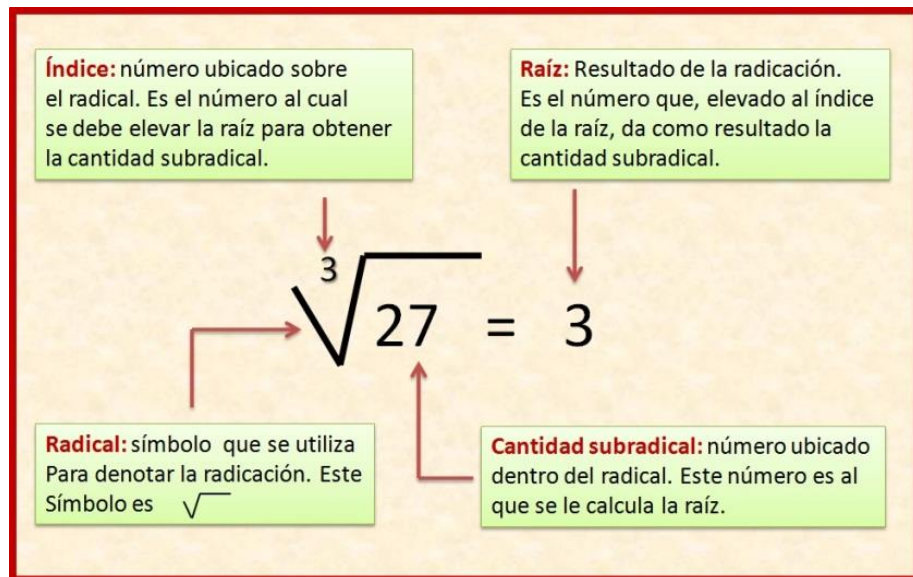 Índice: número ubicado sobre
el radical. Es el número al cual
se debe elevar la raíz para obtener
la cantidad subradical.
Raíz: Resultado de la radicación.
Es el número que, elevado al índice
de la raíz, da como resultado la
cantidad subradical.
3
√27 = 3
Radical: símbolo que se utiliza
Para denotar la radicación. Este
Símbolo es √
Cantidad subradical: número ubicado
dentro del radical. Este número es al
que se le calcula la raíz.